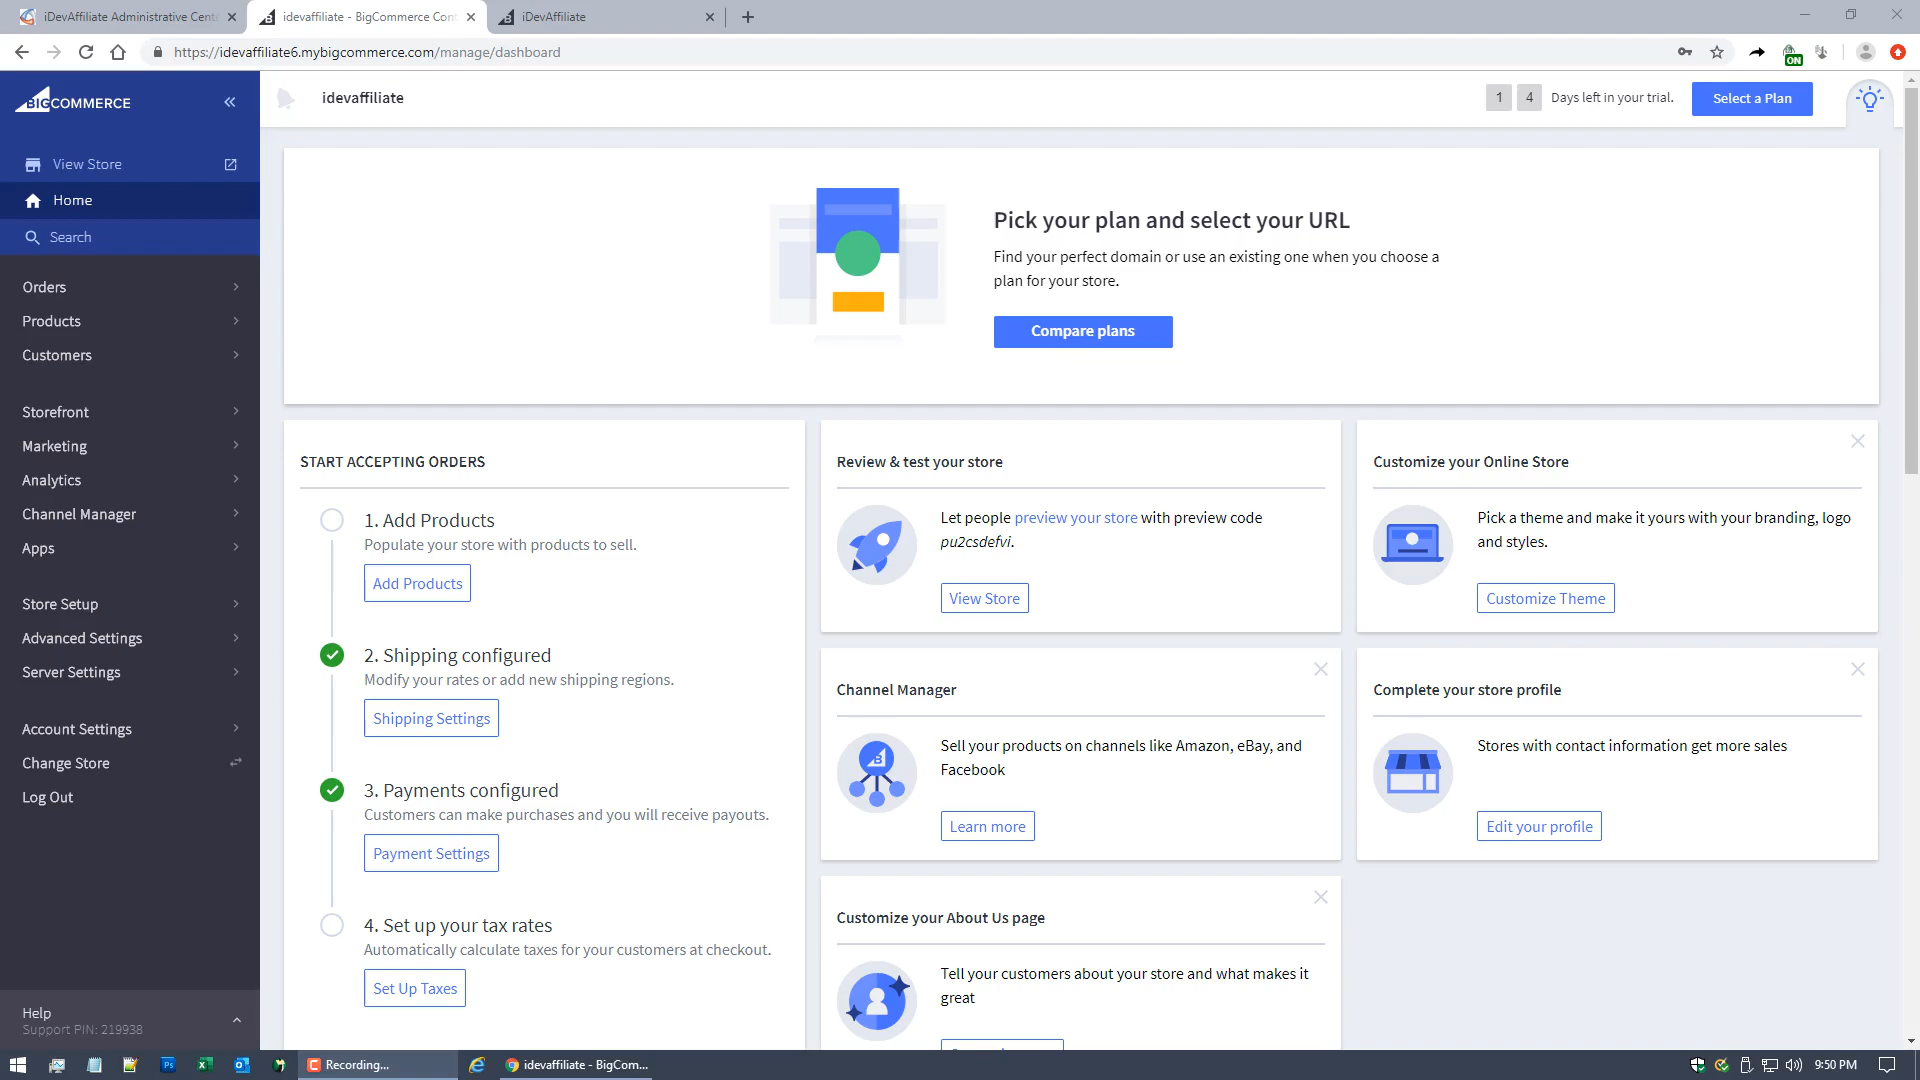 iDevAffiliate Administrative Cent
idevaffiliate - BigCommerce Cont
iDevAffiliate
https://idevaffiliate6.mybigcommerce.com/manage/dashboard
ON
BIGCOMMERCE
idevaffiliate
1 4 Days left in your trial.
Select a Plan
View Store
Home
Search
Orders
Products
Customers
Storefront
Marketing
Analytics
Channel Manager
Apps
Store Setup
Advanced Settings
Server Settings
Account Settings
Change Store
Log Out
Help
Support PIN: 219938
Pick your plan and select your URL
Find your perfect domain or use an existing one when you choose a
plan for your store.
Compare plans
START ACCEPTING ORDERS
1. Add Products
Populate your store with products to sell.
Add Products
2. Shipping configured
Modify your rates or add new shipping regions.
Shipping Settings
3. Payments configured
Customers can make purchases and you will receive payouts.
Payment Settings
4. Set up your tax rates
Automatically calculate taxes for your customers at checkout.
Set Up Taxes
Review & test your store
Let people preview your store with preview code
pu2csdefvi.
View Store
Customize your Online Store
Pick a theme and make it yours with your branding, logo
and styles.
Customize Theme
Channel Manager
Sell your products on channels like Amazon, eBay, and
Facebook
Learn more
Complete your store profile
Stores with contact information get more sales
Edit your profile
Customize your About Us page
Tell your customers about your store and what makes it
great
Recording...
idevaffiliate - BigCom...
9:50 PM